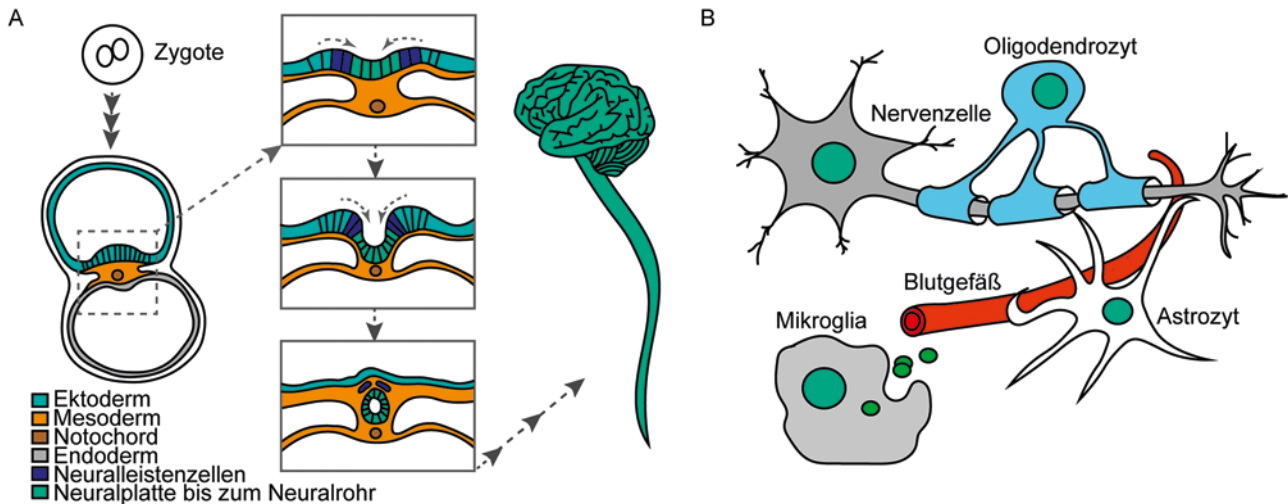 A
Zygote
Ektoderm
Mesoderm
Notochord
Endoderm
Neuralleistenzellen
Neuralplatte bis zum Neuralrohr
B
Oligodendrozyt
Nervenzelle
Blutgefäß
Mikroglia
Astrozyt